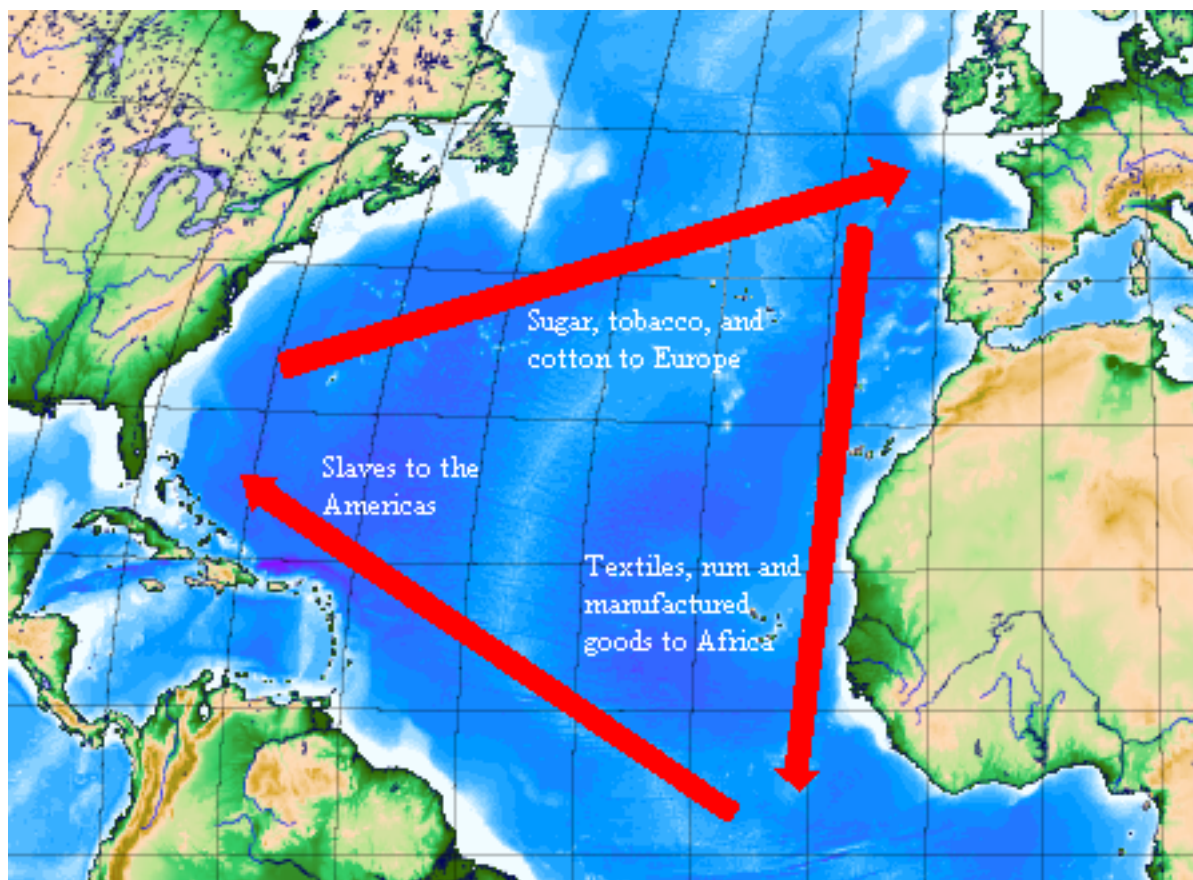 Sugar, tobacco, and
cotton to Europe
Slaves to the
Americas
Textiles, rum and
manufactured
goods to Africa